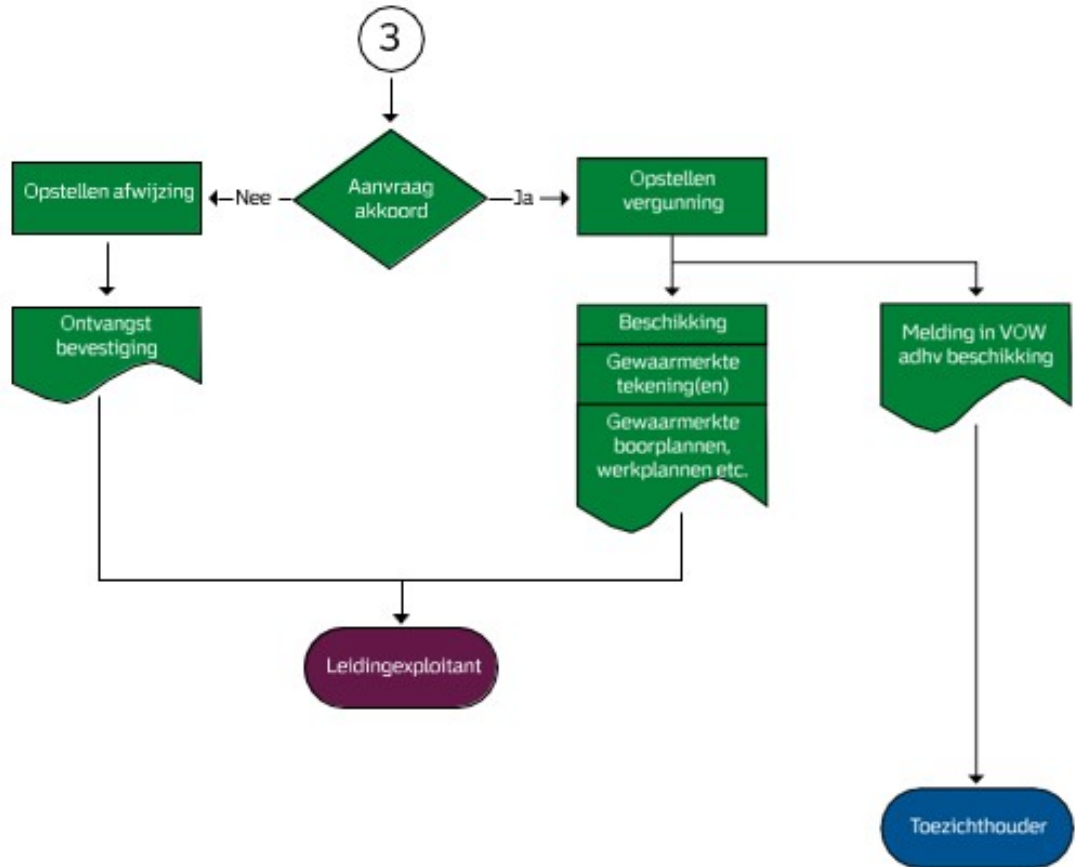 3
Aanvraag
akkoord
Nee
Ja
Opstellen afwijzing
Opstellen
vergunning
Ontvangst
bevestiging
Beschikking
Gewaarmerkte
tekening(en)
Gewaarmerkte
boorplannen,
werkplannen etc.
Melding in VOW
adhv beschikking
Leidingexploitant
Toezichthouder